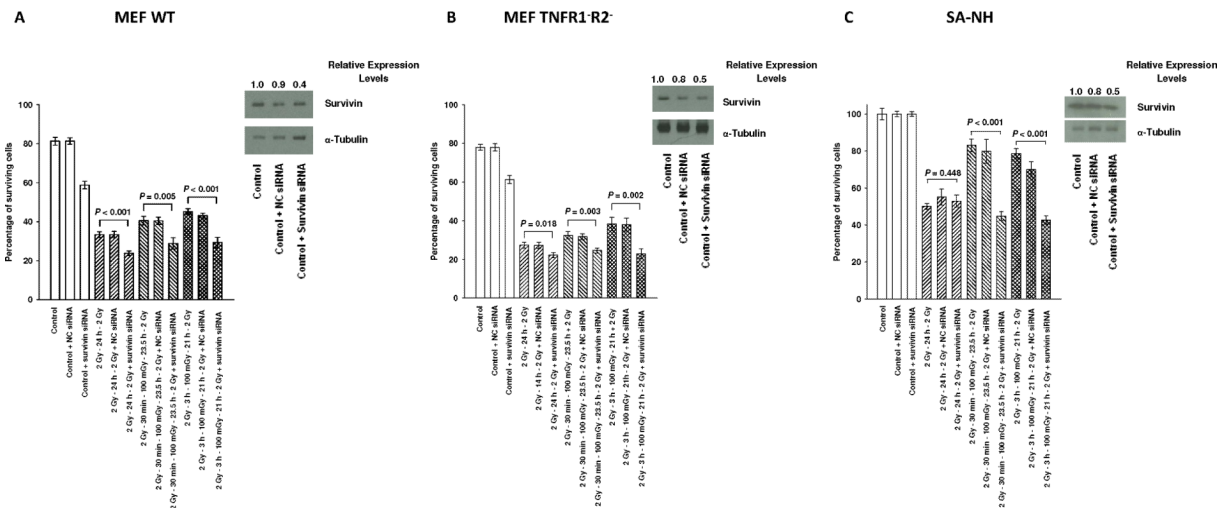 A
MEF WT
Relative Expression
Levels
1.0 0.9 0.4
Survivin
α-Tubulin
Control
Control + NC siRNA
Control + Survivin siRNA
Percentage of surviving cells
100
80
60
40
20
0
P < 0.001
P = 0.005
P < 0.001
Control
Control + NC siRNA
Control + survivin siRNA
2 Gy - 24 h - 2 Gy
2 Gy - 24 h - 2 Gy + NC siRNA
2 Gy - 24 h - 2 Gy + survivin siRNA
2 Gy - 30 min - 100 mGy - 23.5 h - 2 Gy
2 Gy - 30 min - 100 mGy - 23.5 h - 2 Gy + NC siRNA
2 Gy - 30 min - 100 mGy - 23.5 h - 2 Gy + survivin siRNA
2 Gy - 3 h - 100 mGy - 21 h - 2 Gy
2 Gy - 3 h - 100 mGy - 21 h - 2 Gy + NC siRNA
2 Gy - 3 h - 100 mGy - 21 h - 2 Gy + survivin siRNA
B
MEF TNFR1⁻R2⁻
Relative Expression
Levels
1.0 0.8 0.5
Survivin
α-Tubulin
Control
Control + NC siRNA
Control + Survivin siRNA
Percentage of surviving cells
100
80
60
40
20
0
P = 0.018
P = 0.003
P = 0.002
Control
Control + NC siRNA
Control + survivin siRNA
2 Gy - 24 h - 2 Gy
2 Gy - 14 h - 2 Gy + NC siRNA
2 Gy - 24 h - 2 Gy + survivin siRNA
2 Gy - 30 min - 100 mGy - 23.5 h + 2 Gy
2 Gy - 30 min - 100 mGy - 23.5 h - 2 Gy + NC siRNA
2 Gy - 30 min - 100 mGy - 23.5 h - 2 Gy + survivin siRNA
2 Gy - 3 h - 100 mGy - 21 h + 2 Gy
2 Gy - 3 h - 100 mGy - 21h - 2 Gy + NC siRNA
2 Gy - 3 h - 100 mGy - 21 h - 2 Gy + survivin siRNA
C
SA-NH
Relative Expression
Levels
1.0 0.8 0.5
Survivin
α-Tubulin
Control
Control + NC siRNA
Control + Survivin siRNA
Percentage of surviving cells
100
80
60
40
20
0
P = 0.448
P < 0.001
P < 0.001
Control
Control + NC siRNA
Control + survivin siRNA
2 Gy - 24 h - 2 Gy
2 Gy - 24 h - 2 Gy + NC siRNA
2 Gy - 24 h - 2 Gy + survivin siRNA
2 Gy - 30 min - 100 mGy - 23.5 h - 2 Gy
2 Gy - 30 min - 100 mGy - 23.5 h - 2 Gy + NC siRNA
2 Gy - 30 min - 100 mGy - 23.5 h - 2 Gy + survivin siRNA
2 Gy - 3 h - 100 mGy - 21 h - 2 Gy
2 Gy - 3 h - 100 mGy - 21 h - 2 Gy + NC siRNA
2 Gy - 3 h - 100 mGy - 21 h - 2 Gy + survivin siRNA